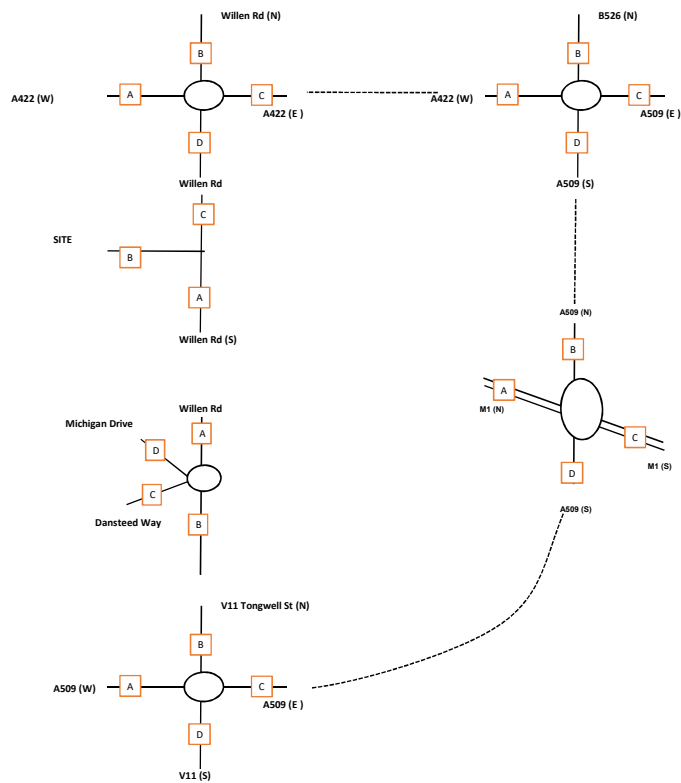 Willen Rd (N)
B526 (N)
B
B
A422 (W)
A
C
A422 (W)
A
C
A422 (E )
A509 (E )
D
D
Willen Rd
A509 (S)
C
SITE
B
A
A509 (N)
Willen Rd (S)
B
A
M1 (N)
Willen Rd
Michigan Drive
A
C
D
M1 (S)
D
C
Dansteed Way
B
A509 (S)
V11 Tongwell St (N)
B
A509 (W)
A
C
A509 (E )
D
V11 (S)